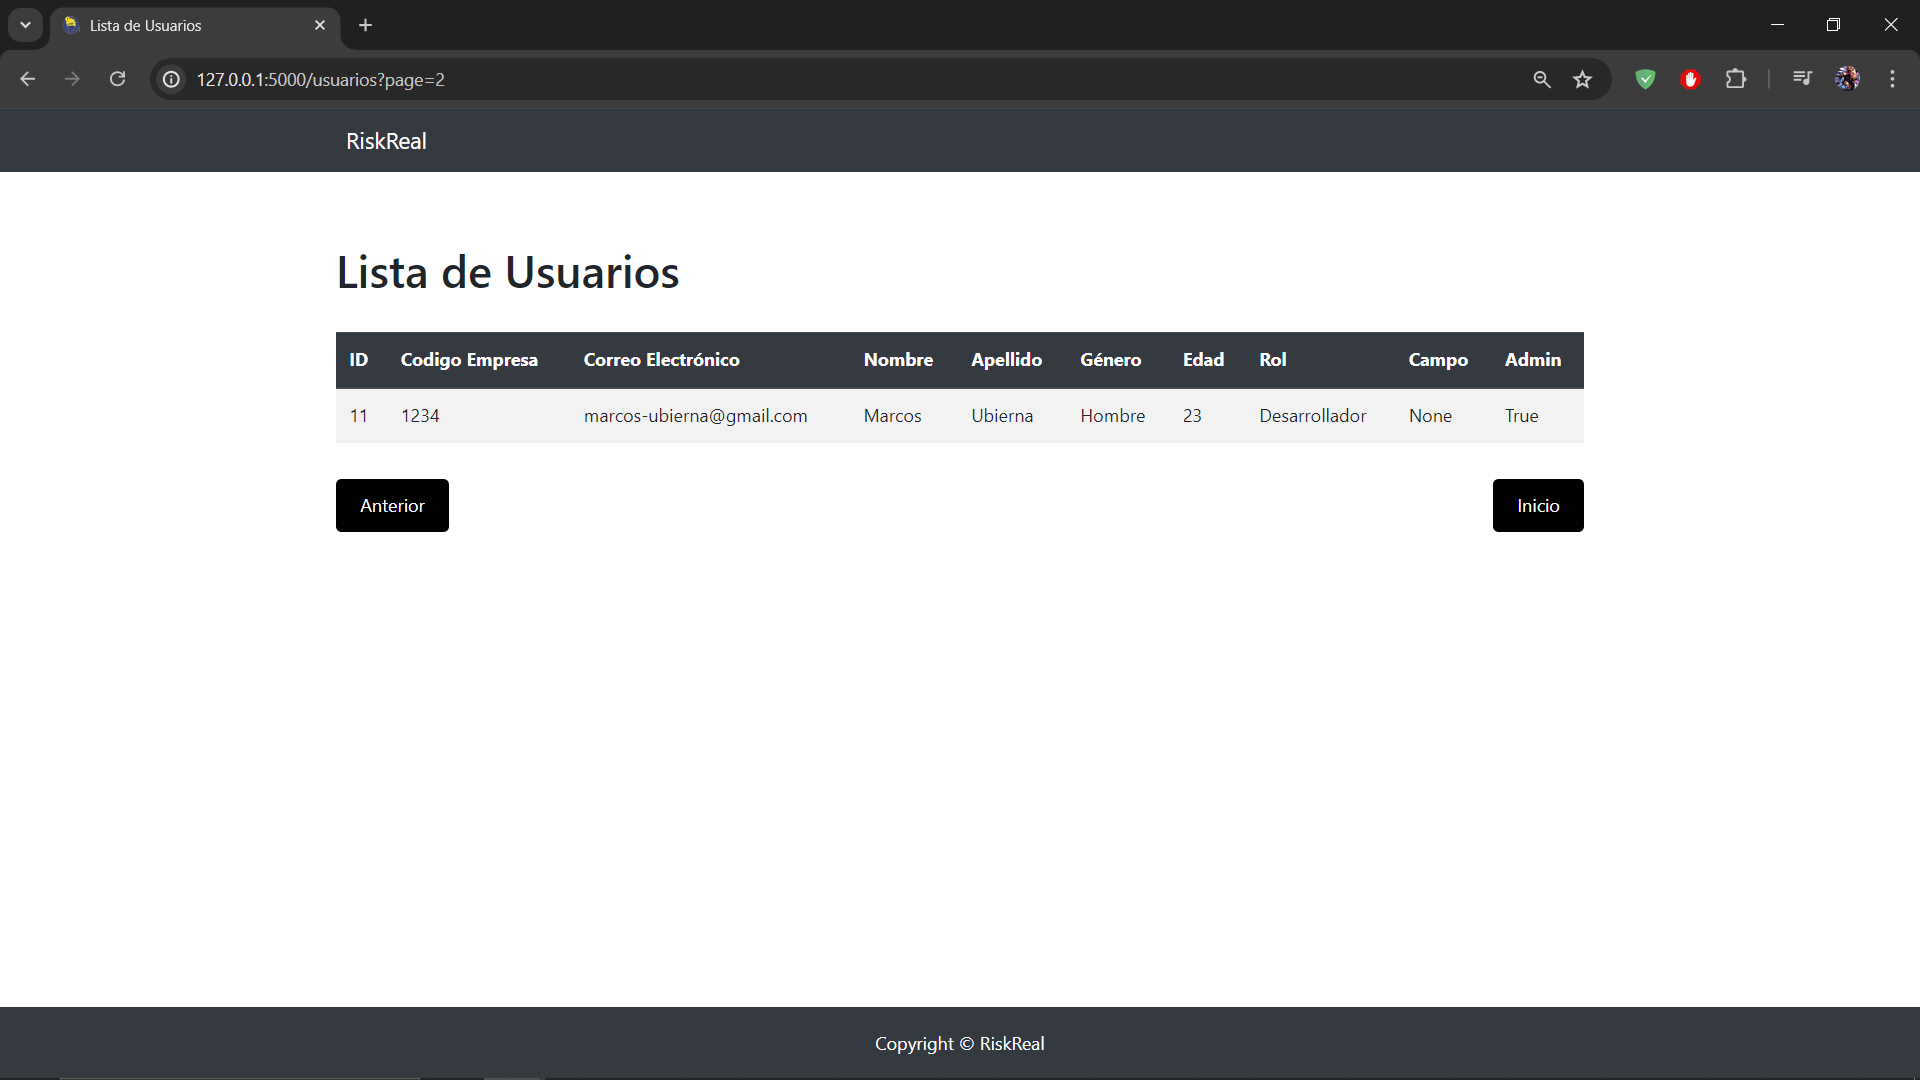 Lista de Usuarios
127.0.0.1:5000/usuarios?page=2
RiskReal
Lista de Usuarios
ID Codigo Empresa Correo Electrónico Nombre Apellido Género Edad Rol Campo Admin
11 1234 marcos-ubierna@gmail.com Marcos Ubierna Hombre 23 Desarrollador None True
Anterior Inicio
Copyright © RiskReal